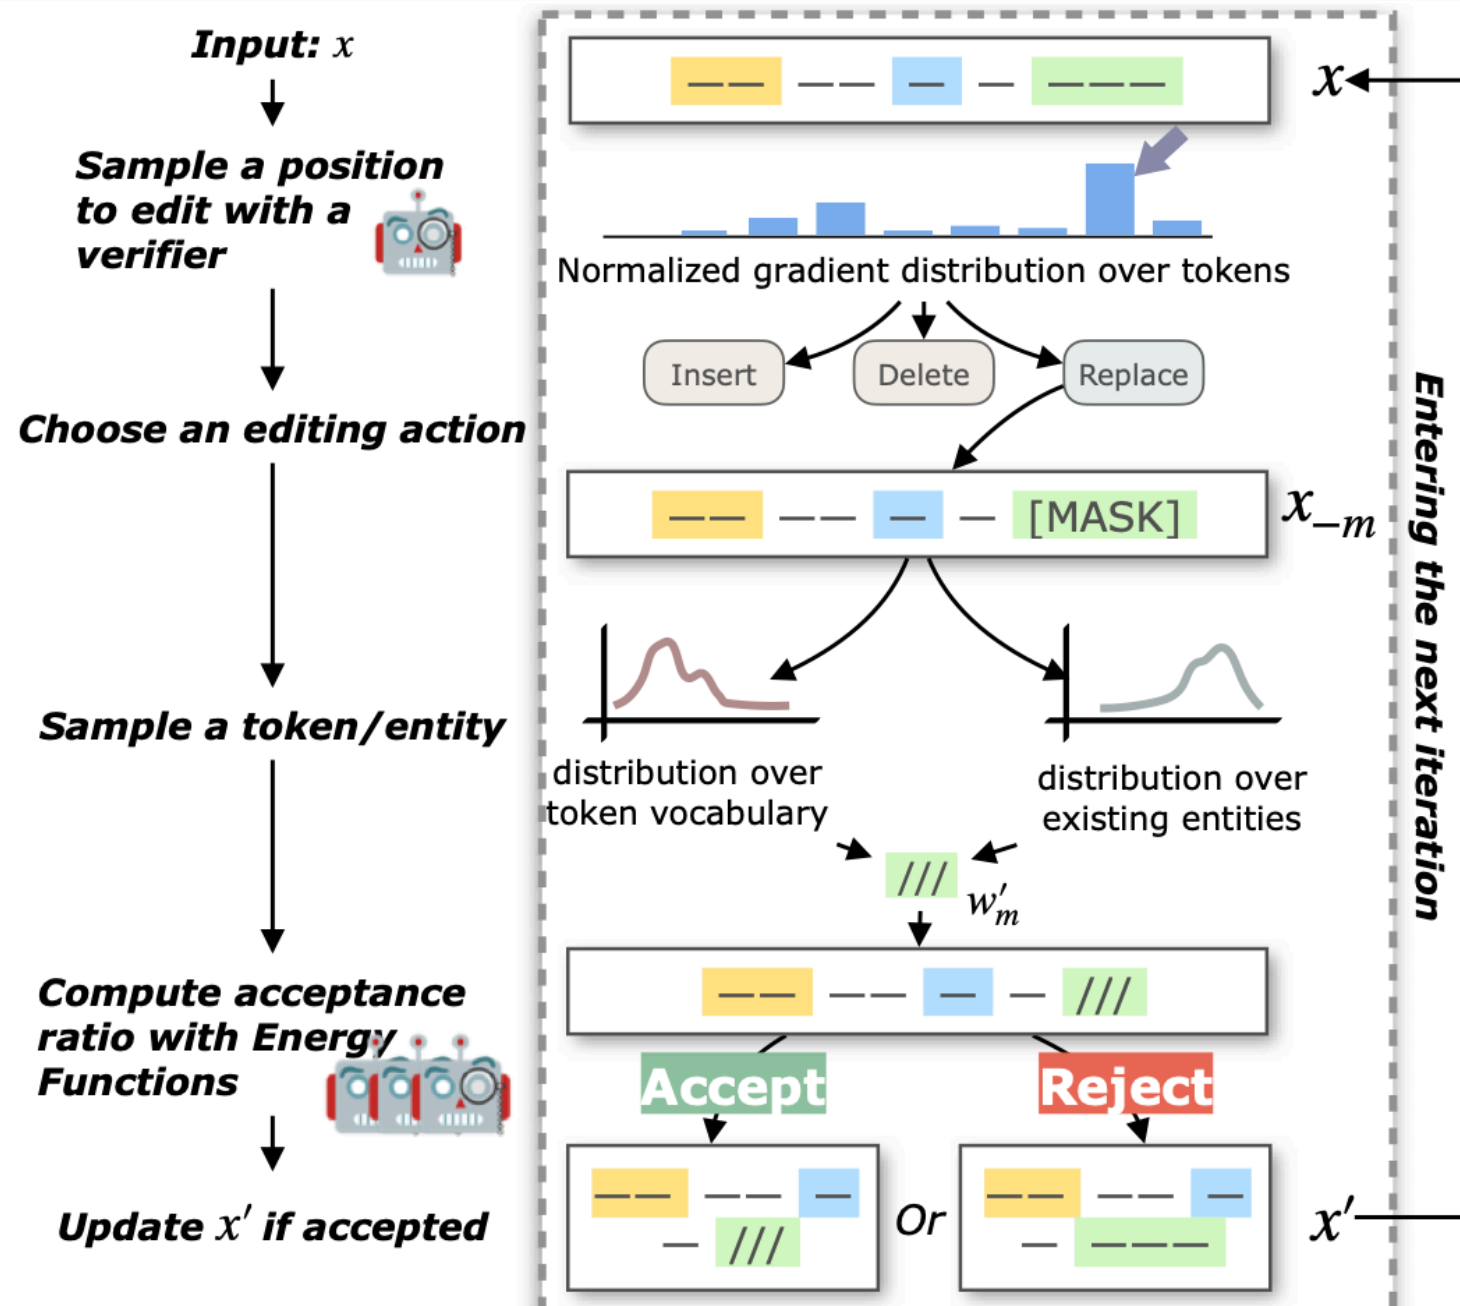 Input: x
Sample a position
to edit with a
verifier
Choose an editing action
Sample a token/entity
Compute acceptance
ratio with Energy
Functions
Update x′ if accepted
x
Normalized gradient distribution over tokens
Insert
Delete
Replace
[MASK]
x₋ₘ
distribution over
token vocabulary
distribution over
existing entities
///
w′ₘ
///
Accept
Reject
///
Or
x′
Entering the next iteration